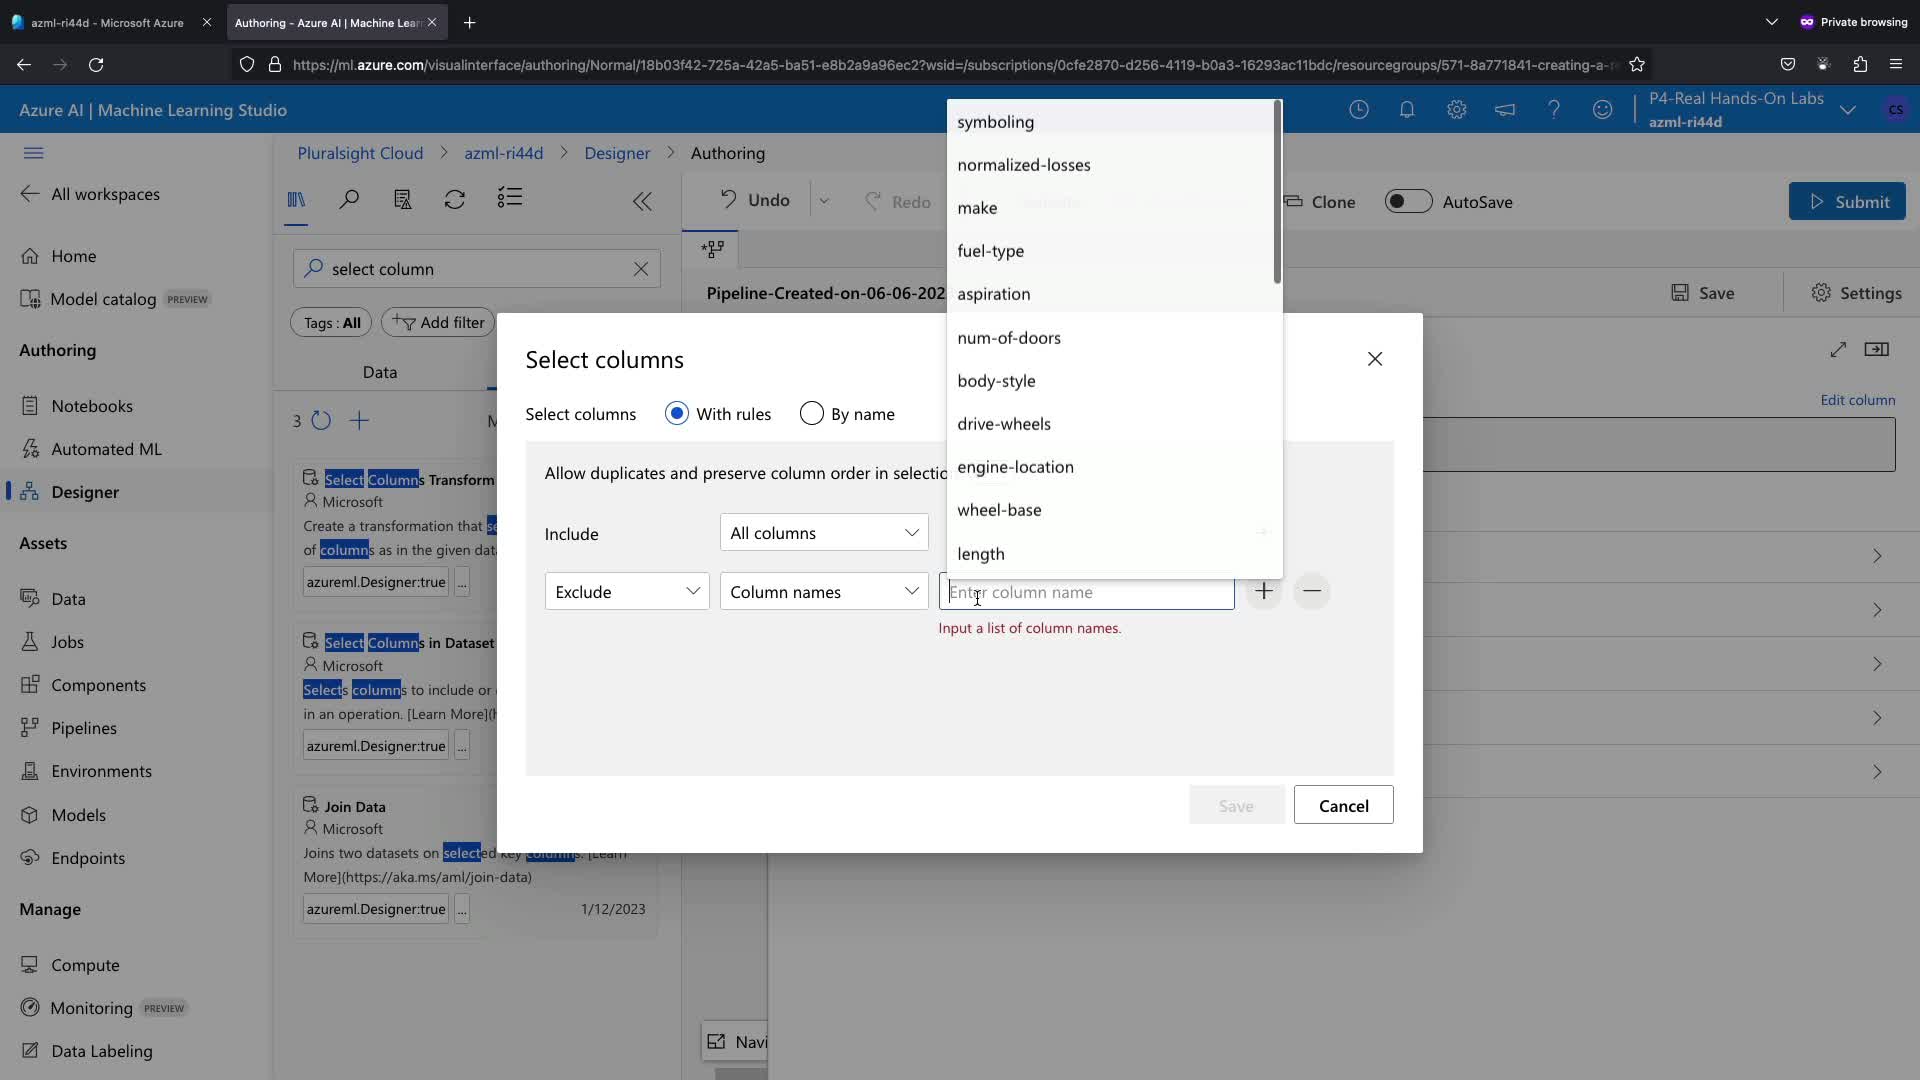 azml-ri44d - Microsoft Azure
Authoring - Azure AI | Machine Lear
Private browsing
https://ml.azure.com/visualinterface/authoring/Normal/18b03f42-725a-42a5-ba51-e8b2a9a96ec2?wsid=/subscriptions/0cfe2870-d256-4119-b0a3-16293ac11bdc/resourcegroups/571-8a771841-creating-a-r
Azure AI | Machine Learning Studio
P4-Real Hands-On Labs
azml-ri44d
CS
All workspaces
Home
Model catalog PREVIEW
Authoring
Notebooks
Automated ML
Designer
Assets
Data
Jobs
Components
Pipelines
Environments
Models
Endpoints
Manage
Compute
Monitoring PREVIEW
Data Labeling
Pluralsight Cloud > azml-ri44d > Designer > Authoring
select column
Tags : All
Add filter
Data
3
Select Columns Transform
Microsoft
Create a transformation that se
of columns as in the given data
azureml.Designer:true ...
Select Columns in Dataset
Microsoft
Selects columns to include or
in an operation. [Learn More](h
azureml.Designer:true ...
Join Data
Microsoft
Joins two datasets on selected key columns. [Learn
More](https://aka.ms/aml/join-data)
azureml.Designer:true ...
1/12/2023
Undo
Redo
Clone
AutoSave
Submit
Pipeline-Created-on-06-06-202
Save
Settings
Edit column
Navi
Select columns
Select columns With rules By name
Allow duplicates and preserve column order in selectio
Include All columns
Exclude Column names Enter column name
Input a list of column names.
Save
Cancel
symboling
normalized-losses
make
fuel-type
aspiration
num-of-doors
body-style
drive-wheels
engine-location
wheel-base
length